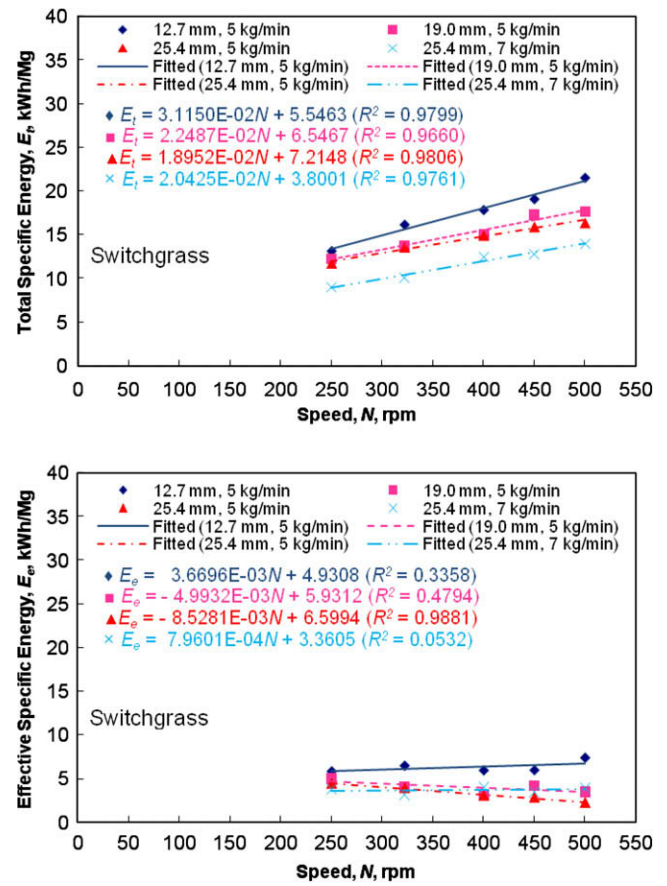 40
35
30
25
20
15
10
5
0
Total Specific Energy, Et, kWh/Mg
12.7 mm, 5 kg/min
19.0 mm, 5 kg/min
25.4 mm, 5 kg/min
25.4 mm, 7 kg/min
Fitted (12.7 mm, 5 kg/min)
Fitted (19.0 mm, 5 kg/min)
Fitted (25.4 mm, 5 kg/min)
Fitted (25.4 mm, 7 kg/min)
Et = 3.1150E-02N + 5.5463 (R² = 0.9799)
Et = 2.2487E-02N + 6.5467 (R² = 0.9660)
Et = 1.8952E-02N + 7.2148 (R² = 0.9806)
Et = 2.0425E-02N + 3.8001 (R² = 0.9761)
Switchgrass
0 50 100 150 200 250 300 350 400 450 500 550
Speed, N, rpm
40
35
30
25
20
15
10
5
0
Effective Specific Energy, Ee, kWh/Mg
12.7 mm, 5 kg/min
19.0 mm, 5 kg/min
25.4 mm, 5 kg/min
25.4 mm, 7 kg/min
Fitted (12.7 mm, 5 kg/min)
Fitted (19.0 mm, 5 kg/min)
Fitted (25.4 mm, 5 kg/min)
Fitted (25.4 mm, 7 kg/min)
Ee = 3.6696E-03N + 4.9308 (R² = 0.3358)
Ee = - 4.9932E-03N + 5.9312 (R² = 0.4794)
Ee = - 8.5281E-03N + 6.5994 (R² = 0.9881)
Ee = 7.9601E-04N + 3.3605 (R² = 0.0532)
Switchgrass
0 50 100 150 200 250 300 350 400 450 500 550
Speed, N, rpm